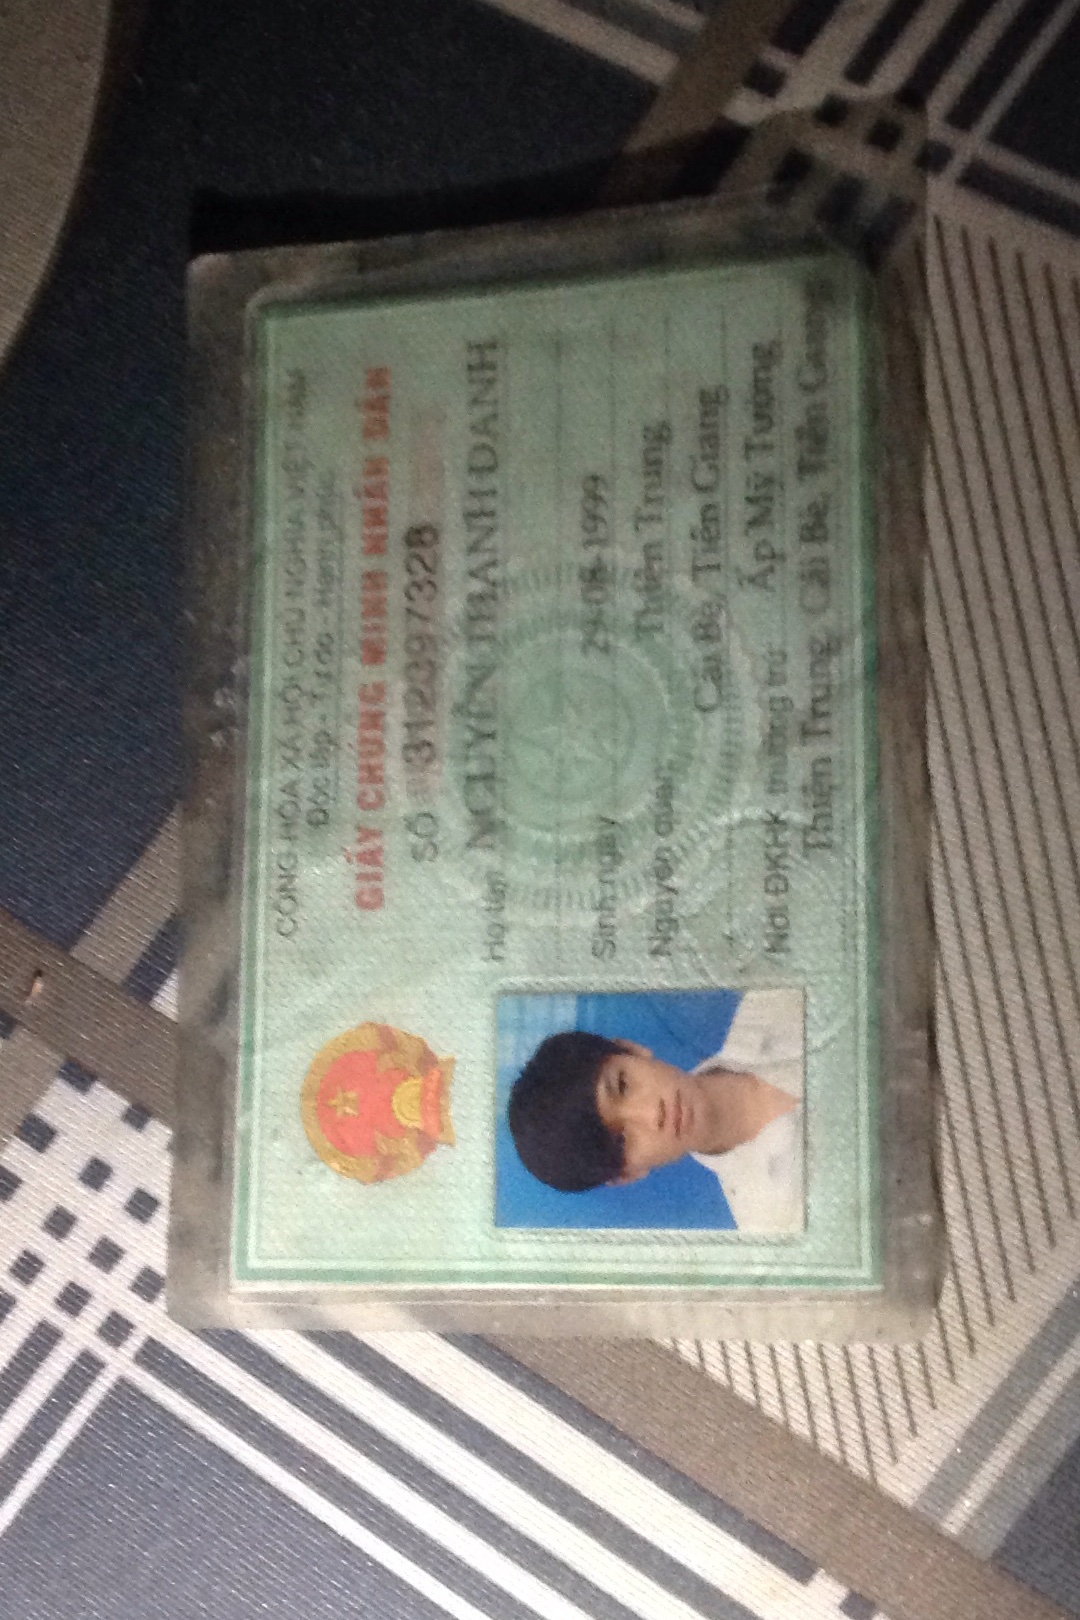 CỘNG HÒA XÃ HỘI CHỦ NGHĨA VIỆT NAM
Độc lập - Tự do - Hạnh phúc
GIẤY CHỨNG MINH NHÂN DÂN
SỐ 312397328
Họ tên NGUYỄN THANH DANH
Sinh ngày 29-08-1999
Nguyên quán Thiện Trung
Cái Bè, Tiền Giang
Nơi ĐKHK thường trú Ấp Mỹ Tường
Thiện Trung, Cái Bè, Tiền Giang